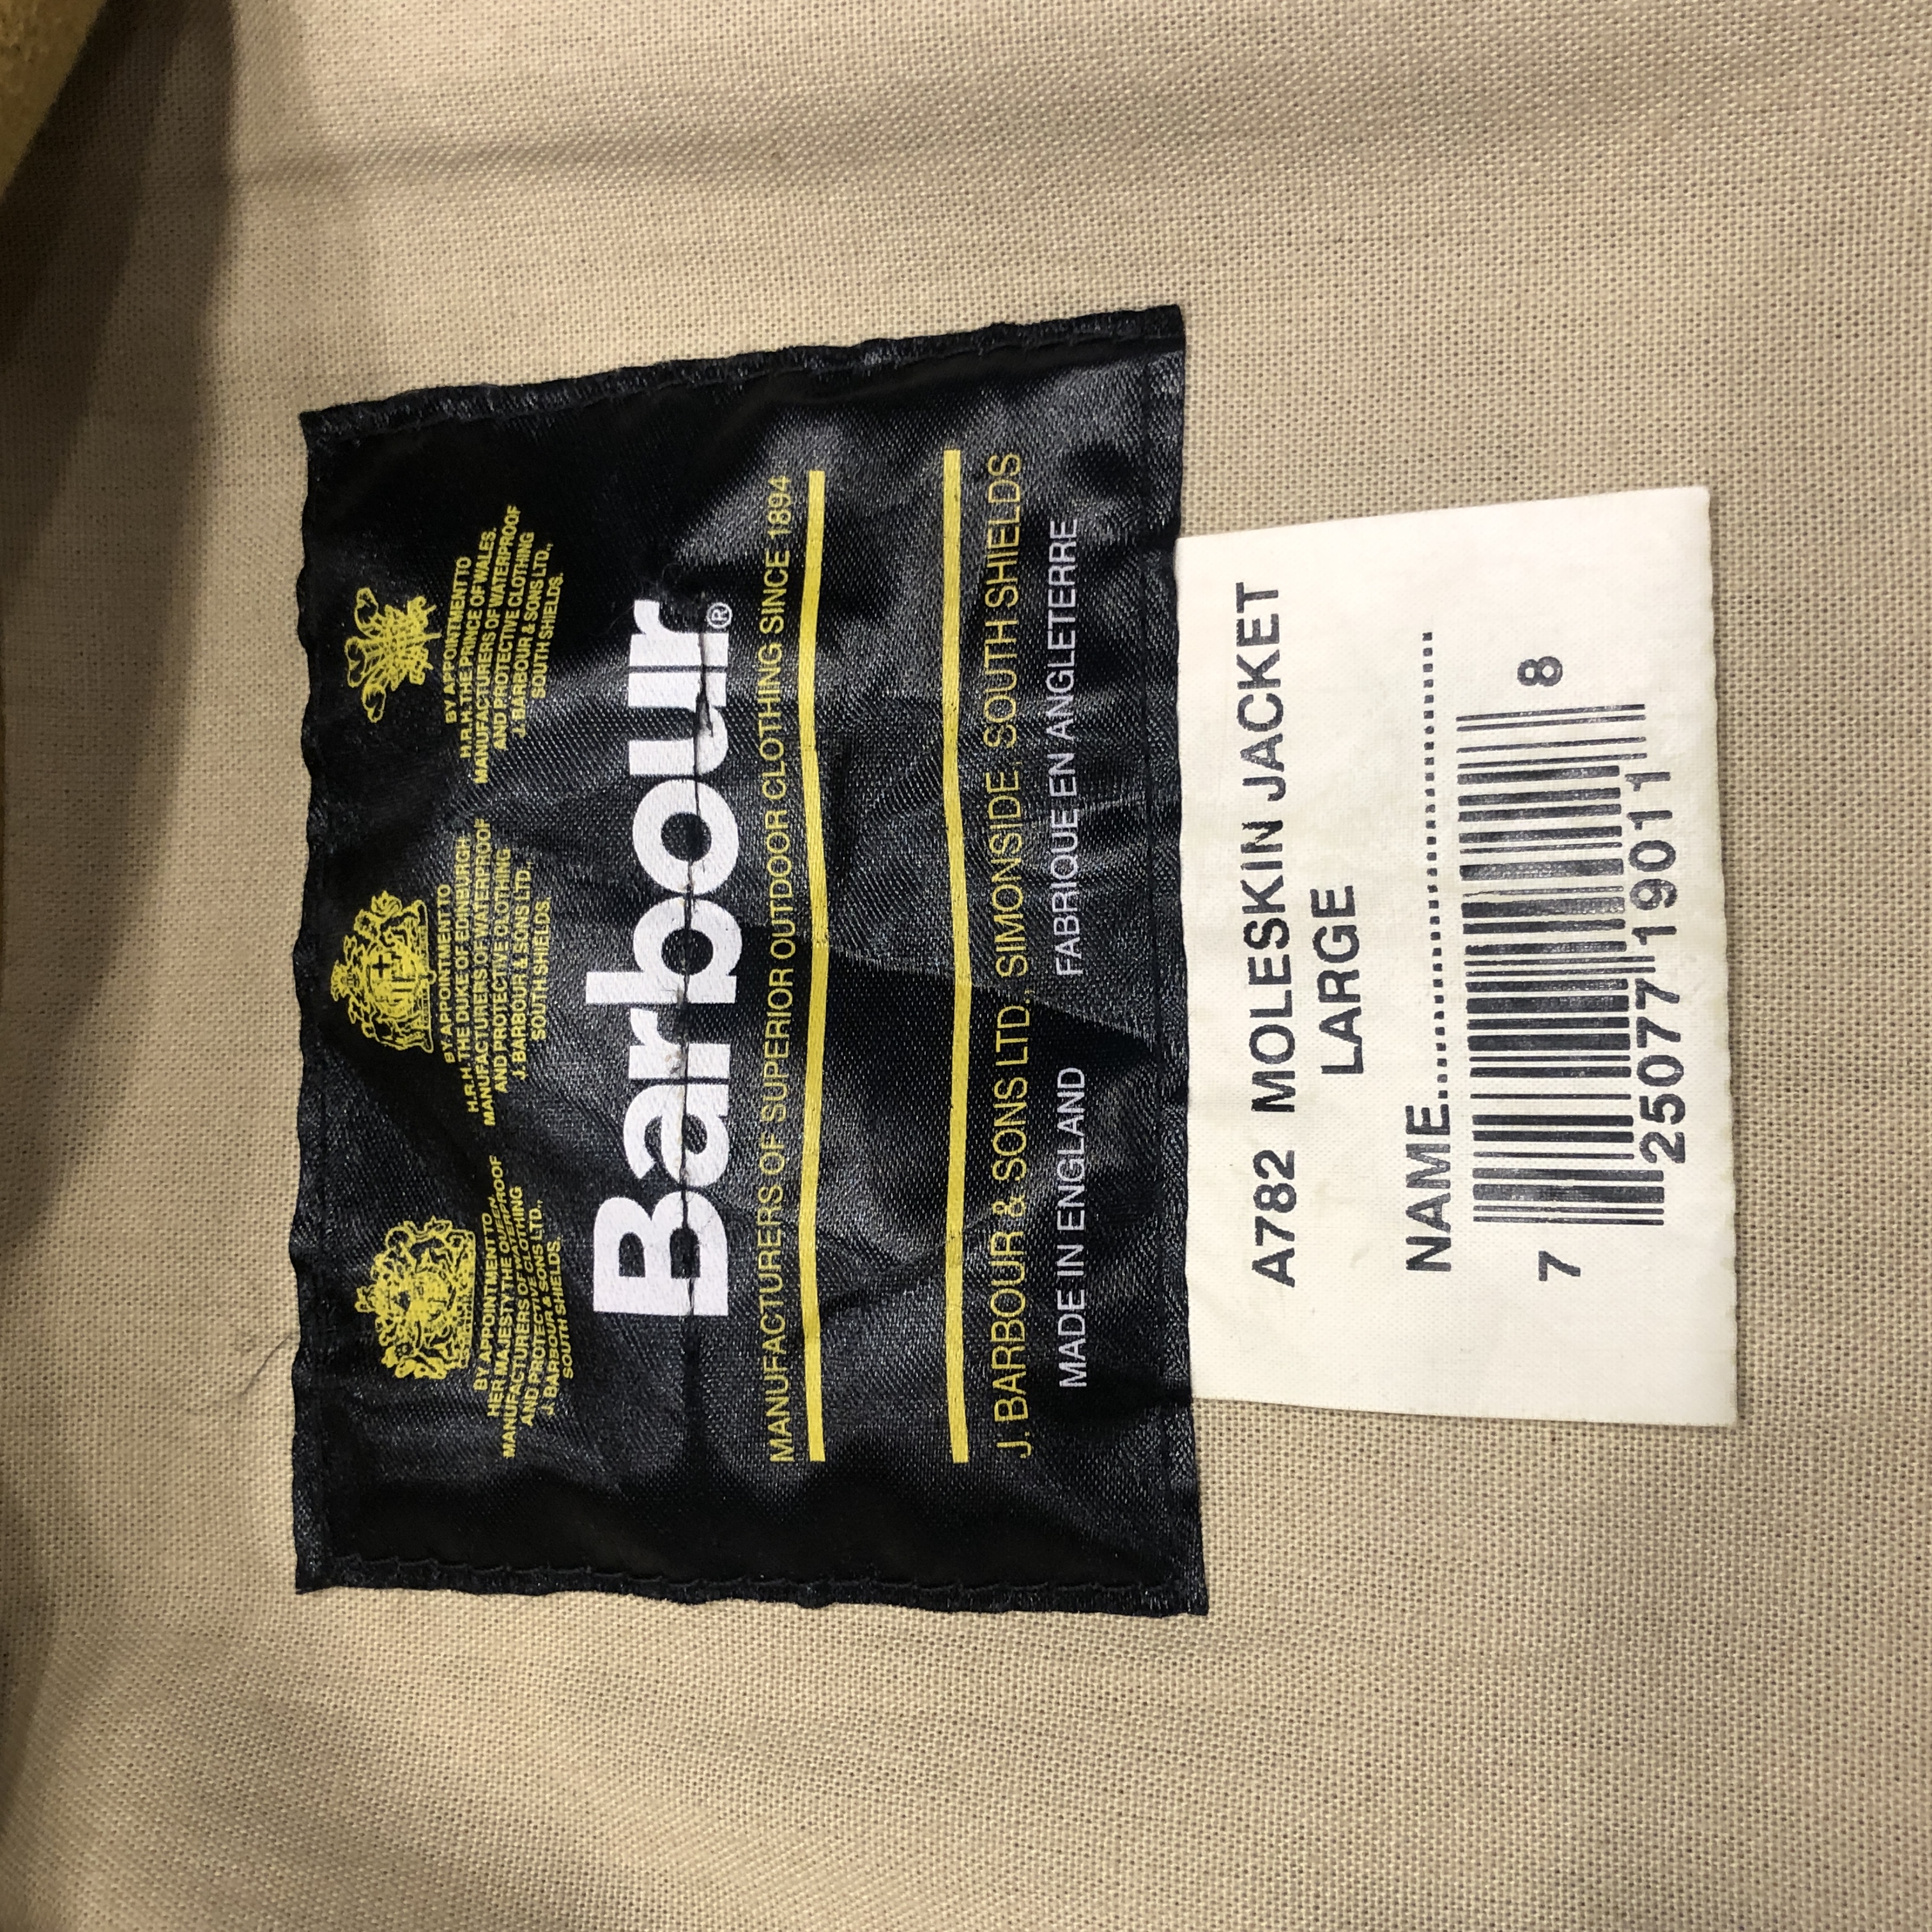 BY APPOINTMENT TO
HER MAJESTY THE QUEEN.
MANUFACTURERS OF WATERPROOF
AND PROTECTIVE CLOTHING
J. BARBOUR & SONS LTD.,
SOUTH SHIELDS.
BY APPOINTMENT TO
H.R.H. THE DUKE OF EDINBURGH
MANUFACTURERS OF WATERPROOF
AND PROTECTIVE CLOTHING
J. BARBOUR & SONS LTD.,
SOUTH SHIELDS.
BY APPOINTMENT TO
H.R.H. THE PRINCE OF WALES.
MANUFACTURERS OF WATERPROOF
AND PROTECTIVE CLOTHING
J. BARBOUR & SONS LTD.,
SOUTH SHIELDS.
Barbour®
MANUFACTURERS OF SUPERIOR OUTDOOR CLOTHING SINCE 1894
J. BARBOUR & SONS LTD., SIMONSIDE, SOUTH SHIELDS
MADE IN ENGLAND FABRIQUE EN ANGLETERRE
A782 MOLESKIN JACKET
LARGE
NAME..............................
7 25077 19011 8